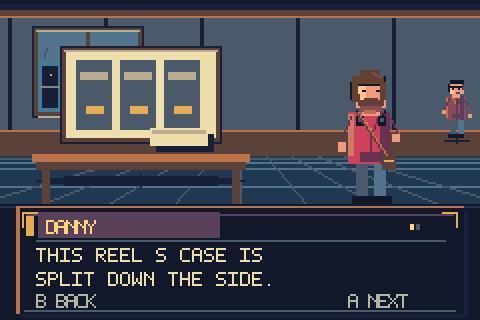 DANNY
THIS REEL S CASE IS
SPLIT DOWN THE SIDE.
B BACK
A NEXT